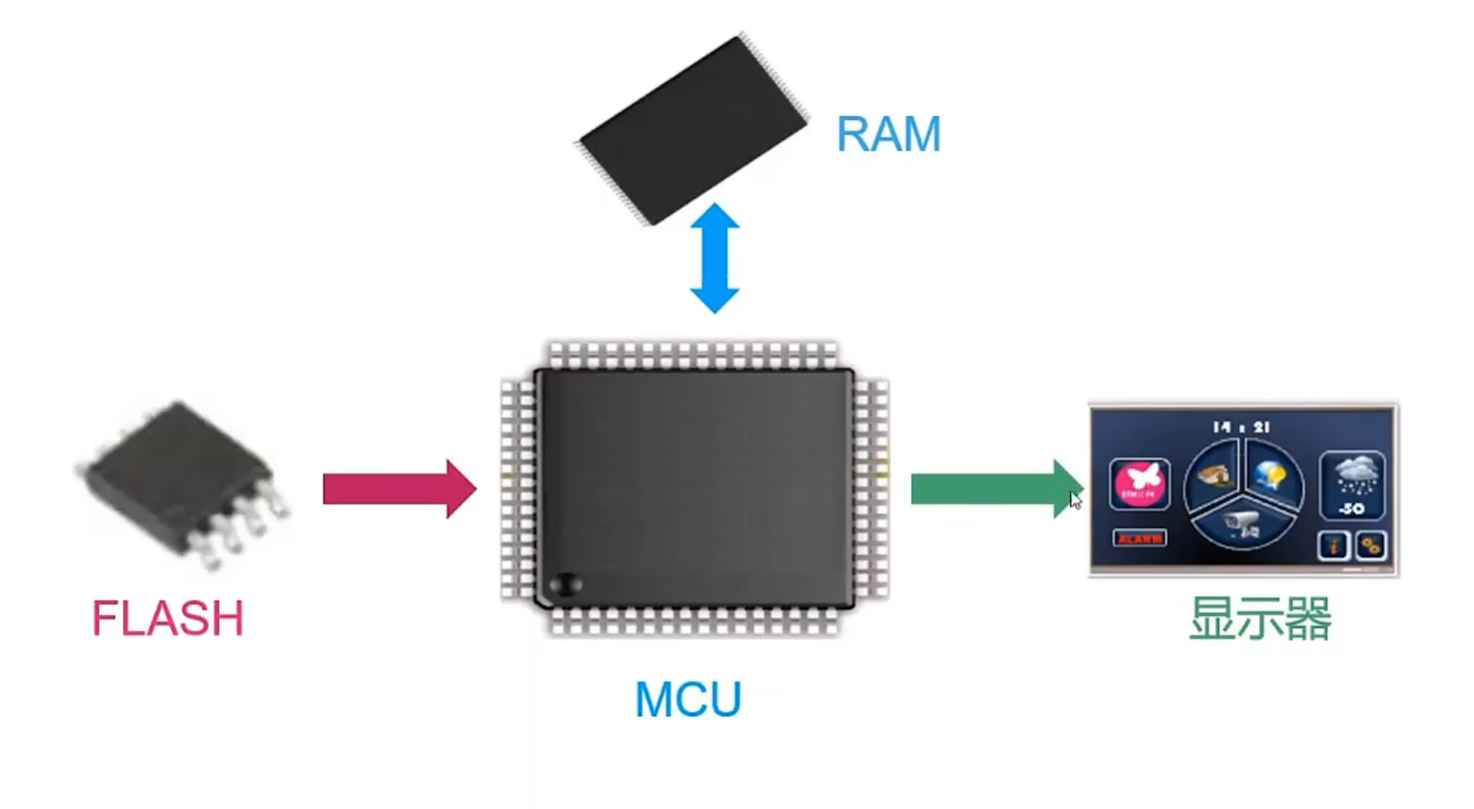 RAM
14 : 21
-50
ALARM
FLASH
显示器
MCU